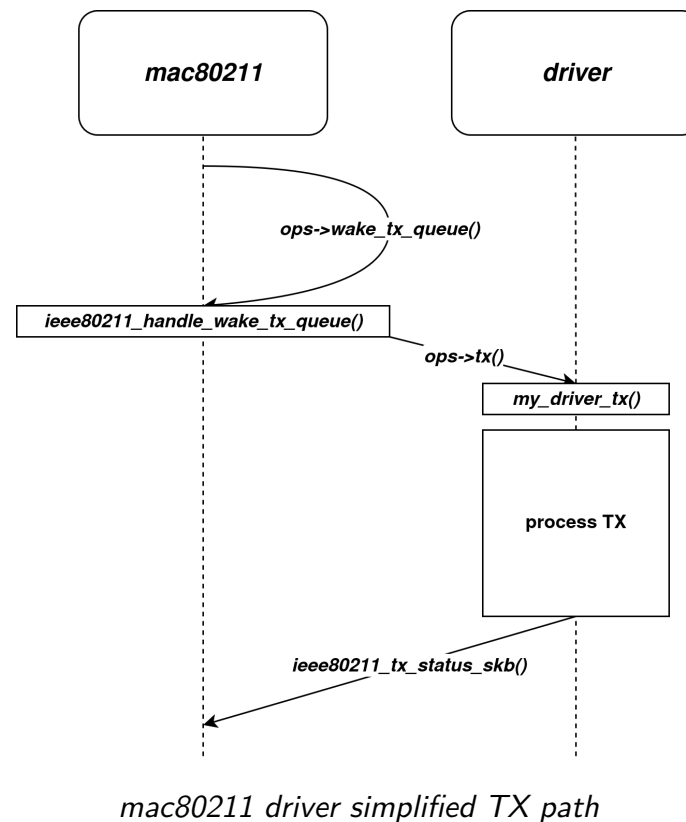 mac80211
driver
ops->wake_tx_queue()
ieee80211_handle_wake_tx_queue()
ops->tx()
my_driver_tx()
process TX
ieee80211_tx_status_skb()
mac80211 driver simplified TX path